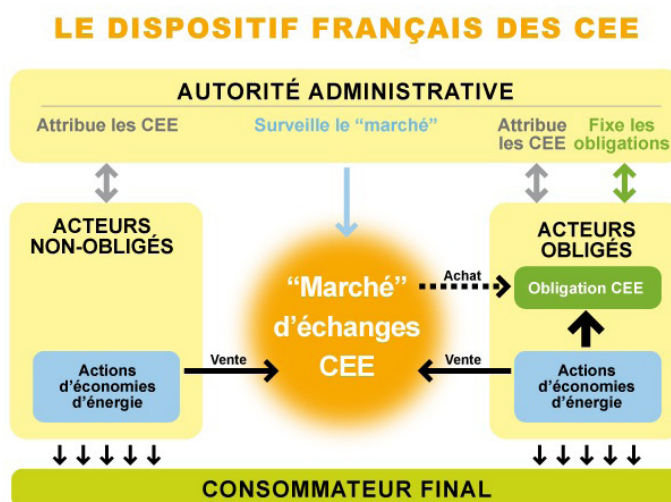 LE DISPOSITIF FRANÇAIS DES CEE
AUTORITÉ ADMINISTRATIVE
Attribue les CEE
Surveille le “marché”
Attribue
les CEE
Fixe les
obligations
ACTEURS
NON-OBLIGÉS
ACTEURS
OBLIGÉS
“Marché”
d’échanges
CEE
Achat
Obligation CEE
Vente
Vente
Actions
d’économies
d’énergie
Actions
d’économies
d’énergie
CONSOMMATEUR FINAL